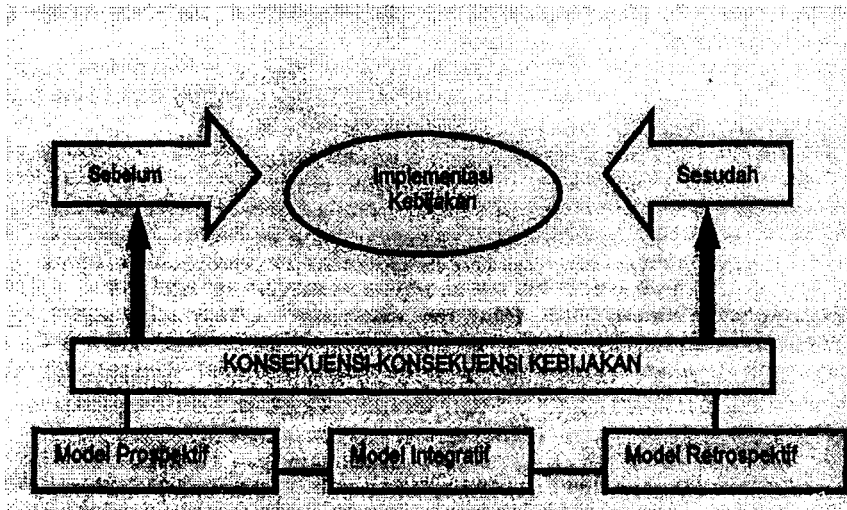 Sebelum
Implementasi
Kebijakan
Sesudah
KONSEKUENSI-KONSEKUENSI KEBIJAKAN
Model Prospektif
Model Integratif
Model Retrospektif